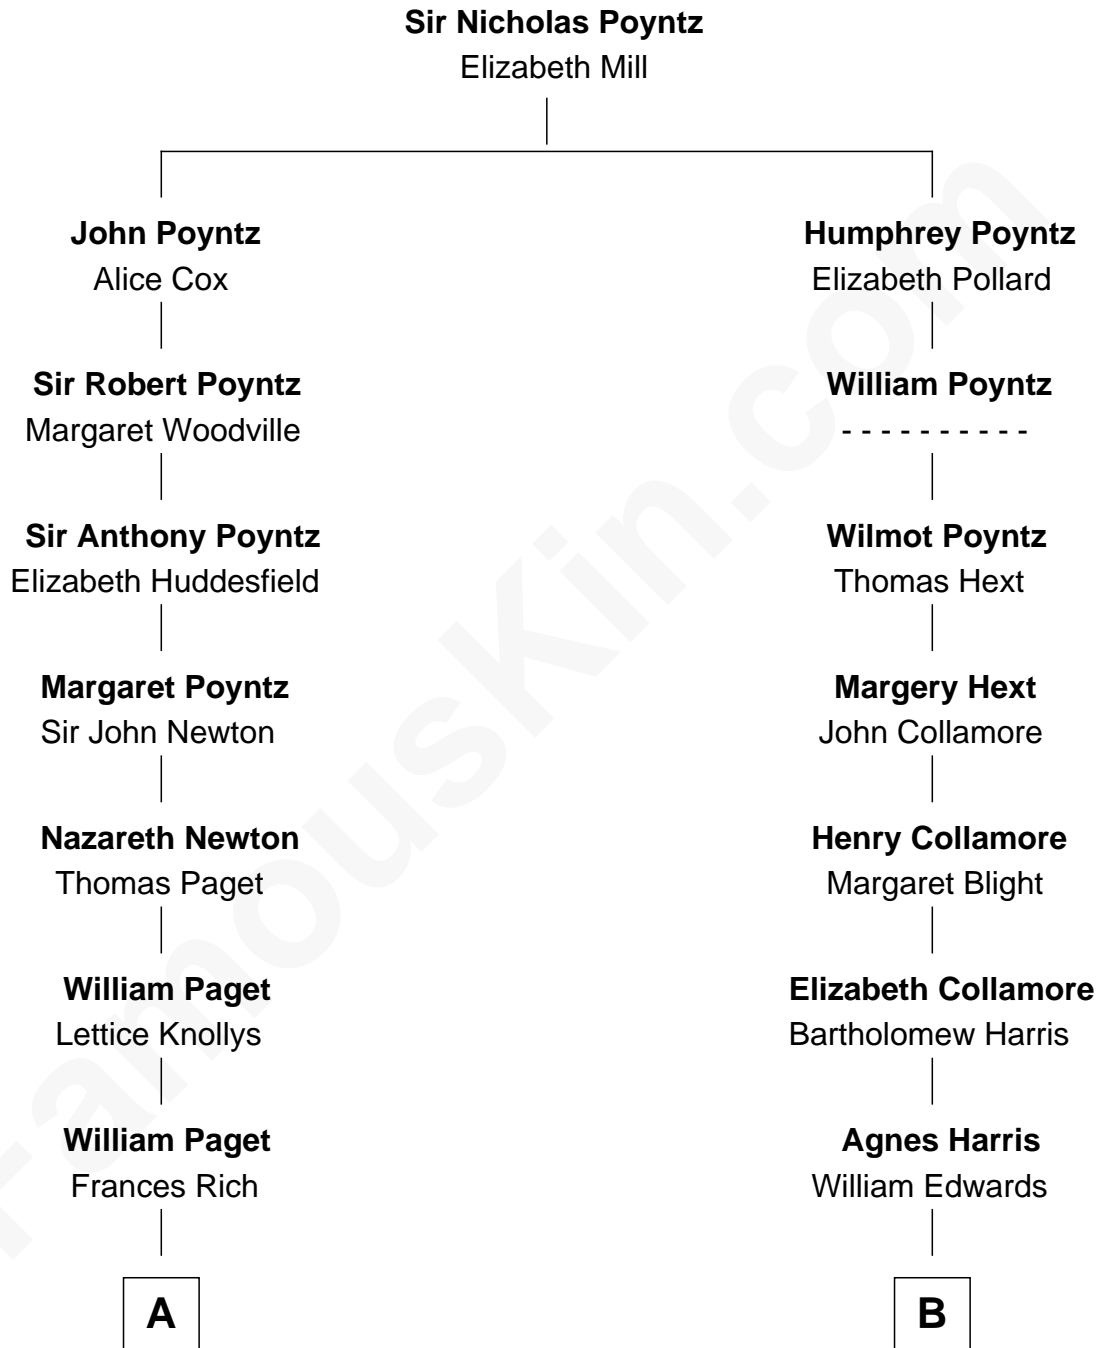 Sir Nicholas Poyntz
Elizabeth Mill
John Poyntz
Alice Cox
Humphrey Poyntz
Elizabeth Pollard
Sir Robert Poyntz
Margaret Woodville
William Poyntz
- - - - - - - - - -
Sir Anthony Poyntz
Elizabeth Huddesfield
Wilmot Poyntz
Thomas Hext
Margaret Poyntz
Sir John Newton
Margery Hext
John Collamore
Nazareth Newton
Thomas Paget
Henry Collamore
Margaret Blight
William Paget
Lettice Knollys
Elizabeth Collamore
Bartholomew Harris
William Paget
Frances Rich
Agnes Harris
William Edwards
A
B
FamousKin.com